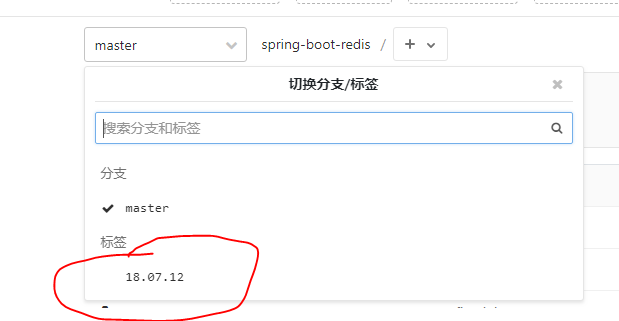 master
spring-boot-redis /
切换分支/标签
搜索分支和标签
分支
master
标签
18.07.12